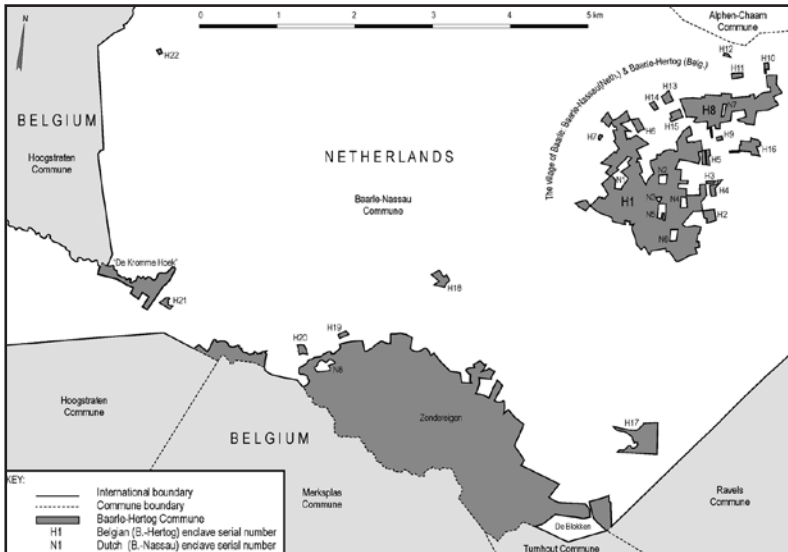 N
0 1 2 3 4 5 km
Alphen-Chaam
Commune
H22
H12
H11
H10
The village of Baarle: Baarle-Nassau(Neth.) & Baarle-Hertog (Belg.)
H13
H14
H8
N7
H15
H6
H7
H9
H16
H5
BELGIUM
Hoogstraten
Commune
NETHERLANDS
Baarle-Nassau
Commune
N1
N2
H3
H4
H1
N3
N4
N5
H2
N6
"De Kromme Hoek"
H21
H18
H19
H20
N8
Zondereigen
H17
Hoogstraten
Commune
BELGIUM
Merksplas
Commune
Ravels
Commune
De Blokken
Turnhout Commune
KEY:
International boundary
Commune boundary
Baarle-Hertog Commune
H1 Belgian (B.-Hertog) enclave serial number
N1 Dutch (B.-Nassau) enclave serial number